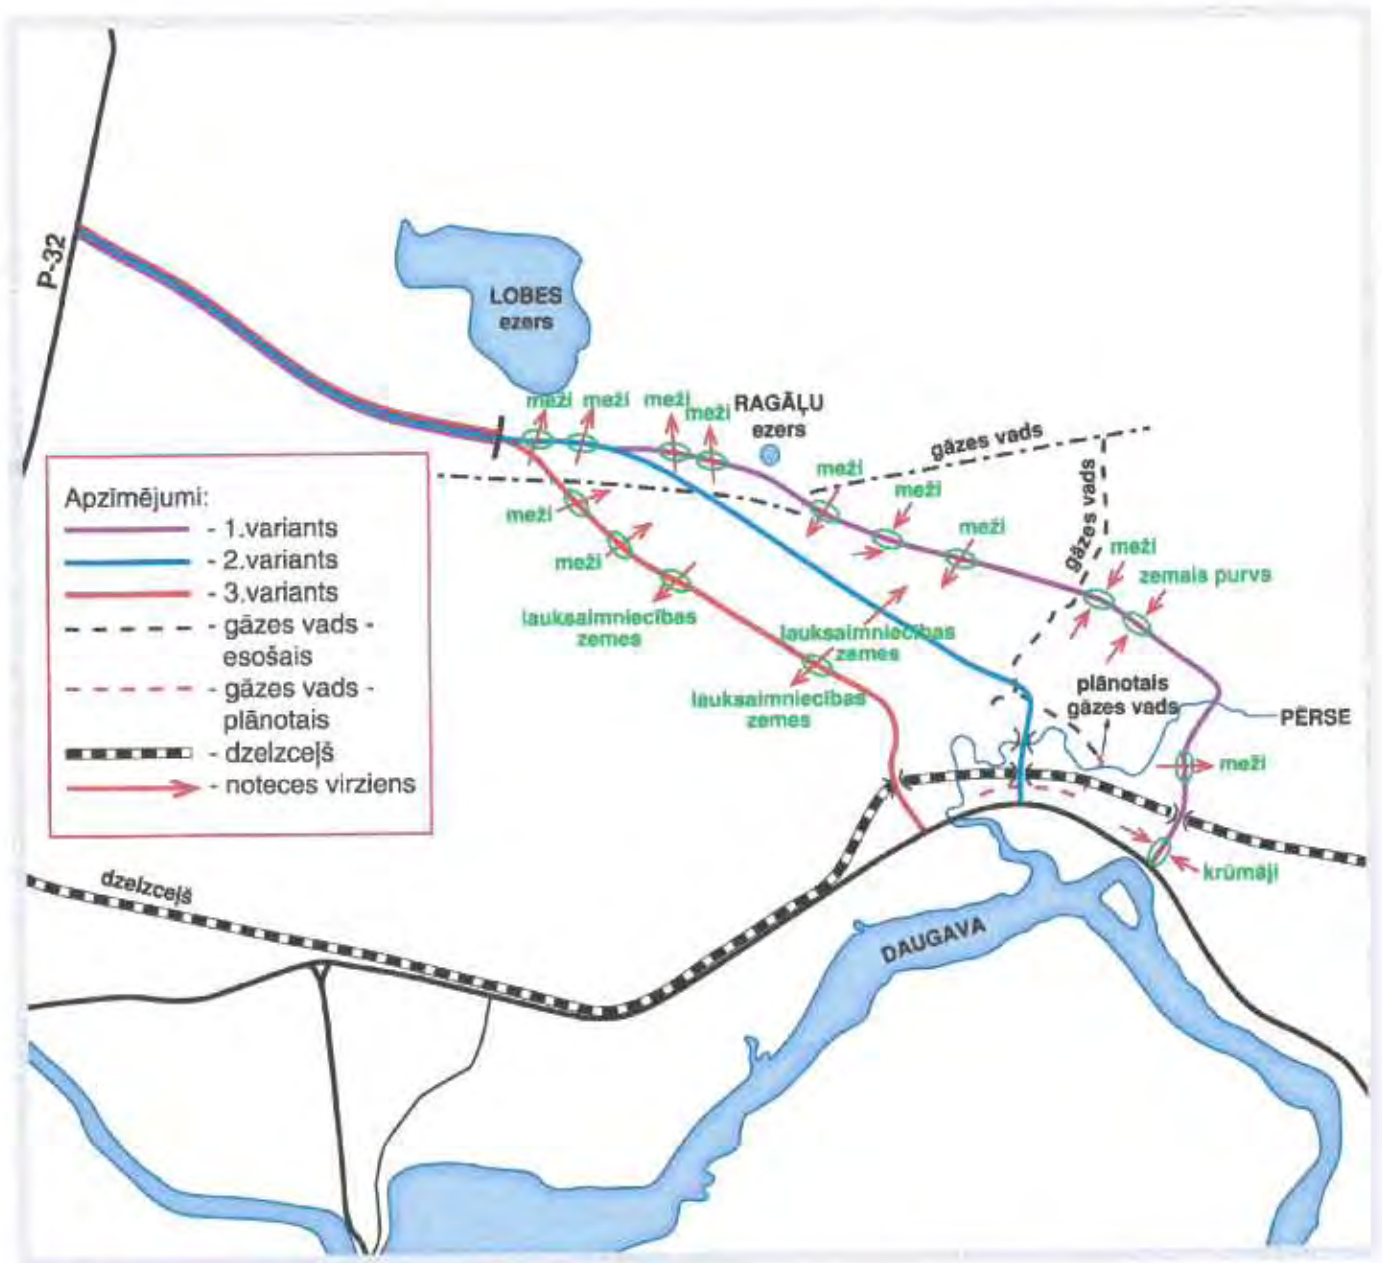 P-32
LOBES
ezers
meži
meži
meži
meži
RAGĀĻU
ezers
gāzes vads
meži
meži
meži
gāzes vads
meži
zemais purvs
meži
meži
lauksaimniecības
zemes
lauksaimniecības
zemes
lauksaimniecības
zemes
plānotais
gāzes vads
PĒRSE
meži
krūmāji
Apzīmējumi:
- 1.variants
- 2.variants
- 3.variants
- gāzes vads -
esošais
- gāzes vads -
plānotais
- dzelzceļš
- noteces virziens
dzelzceļš
DAUGAVA